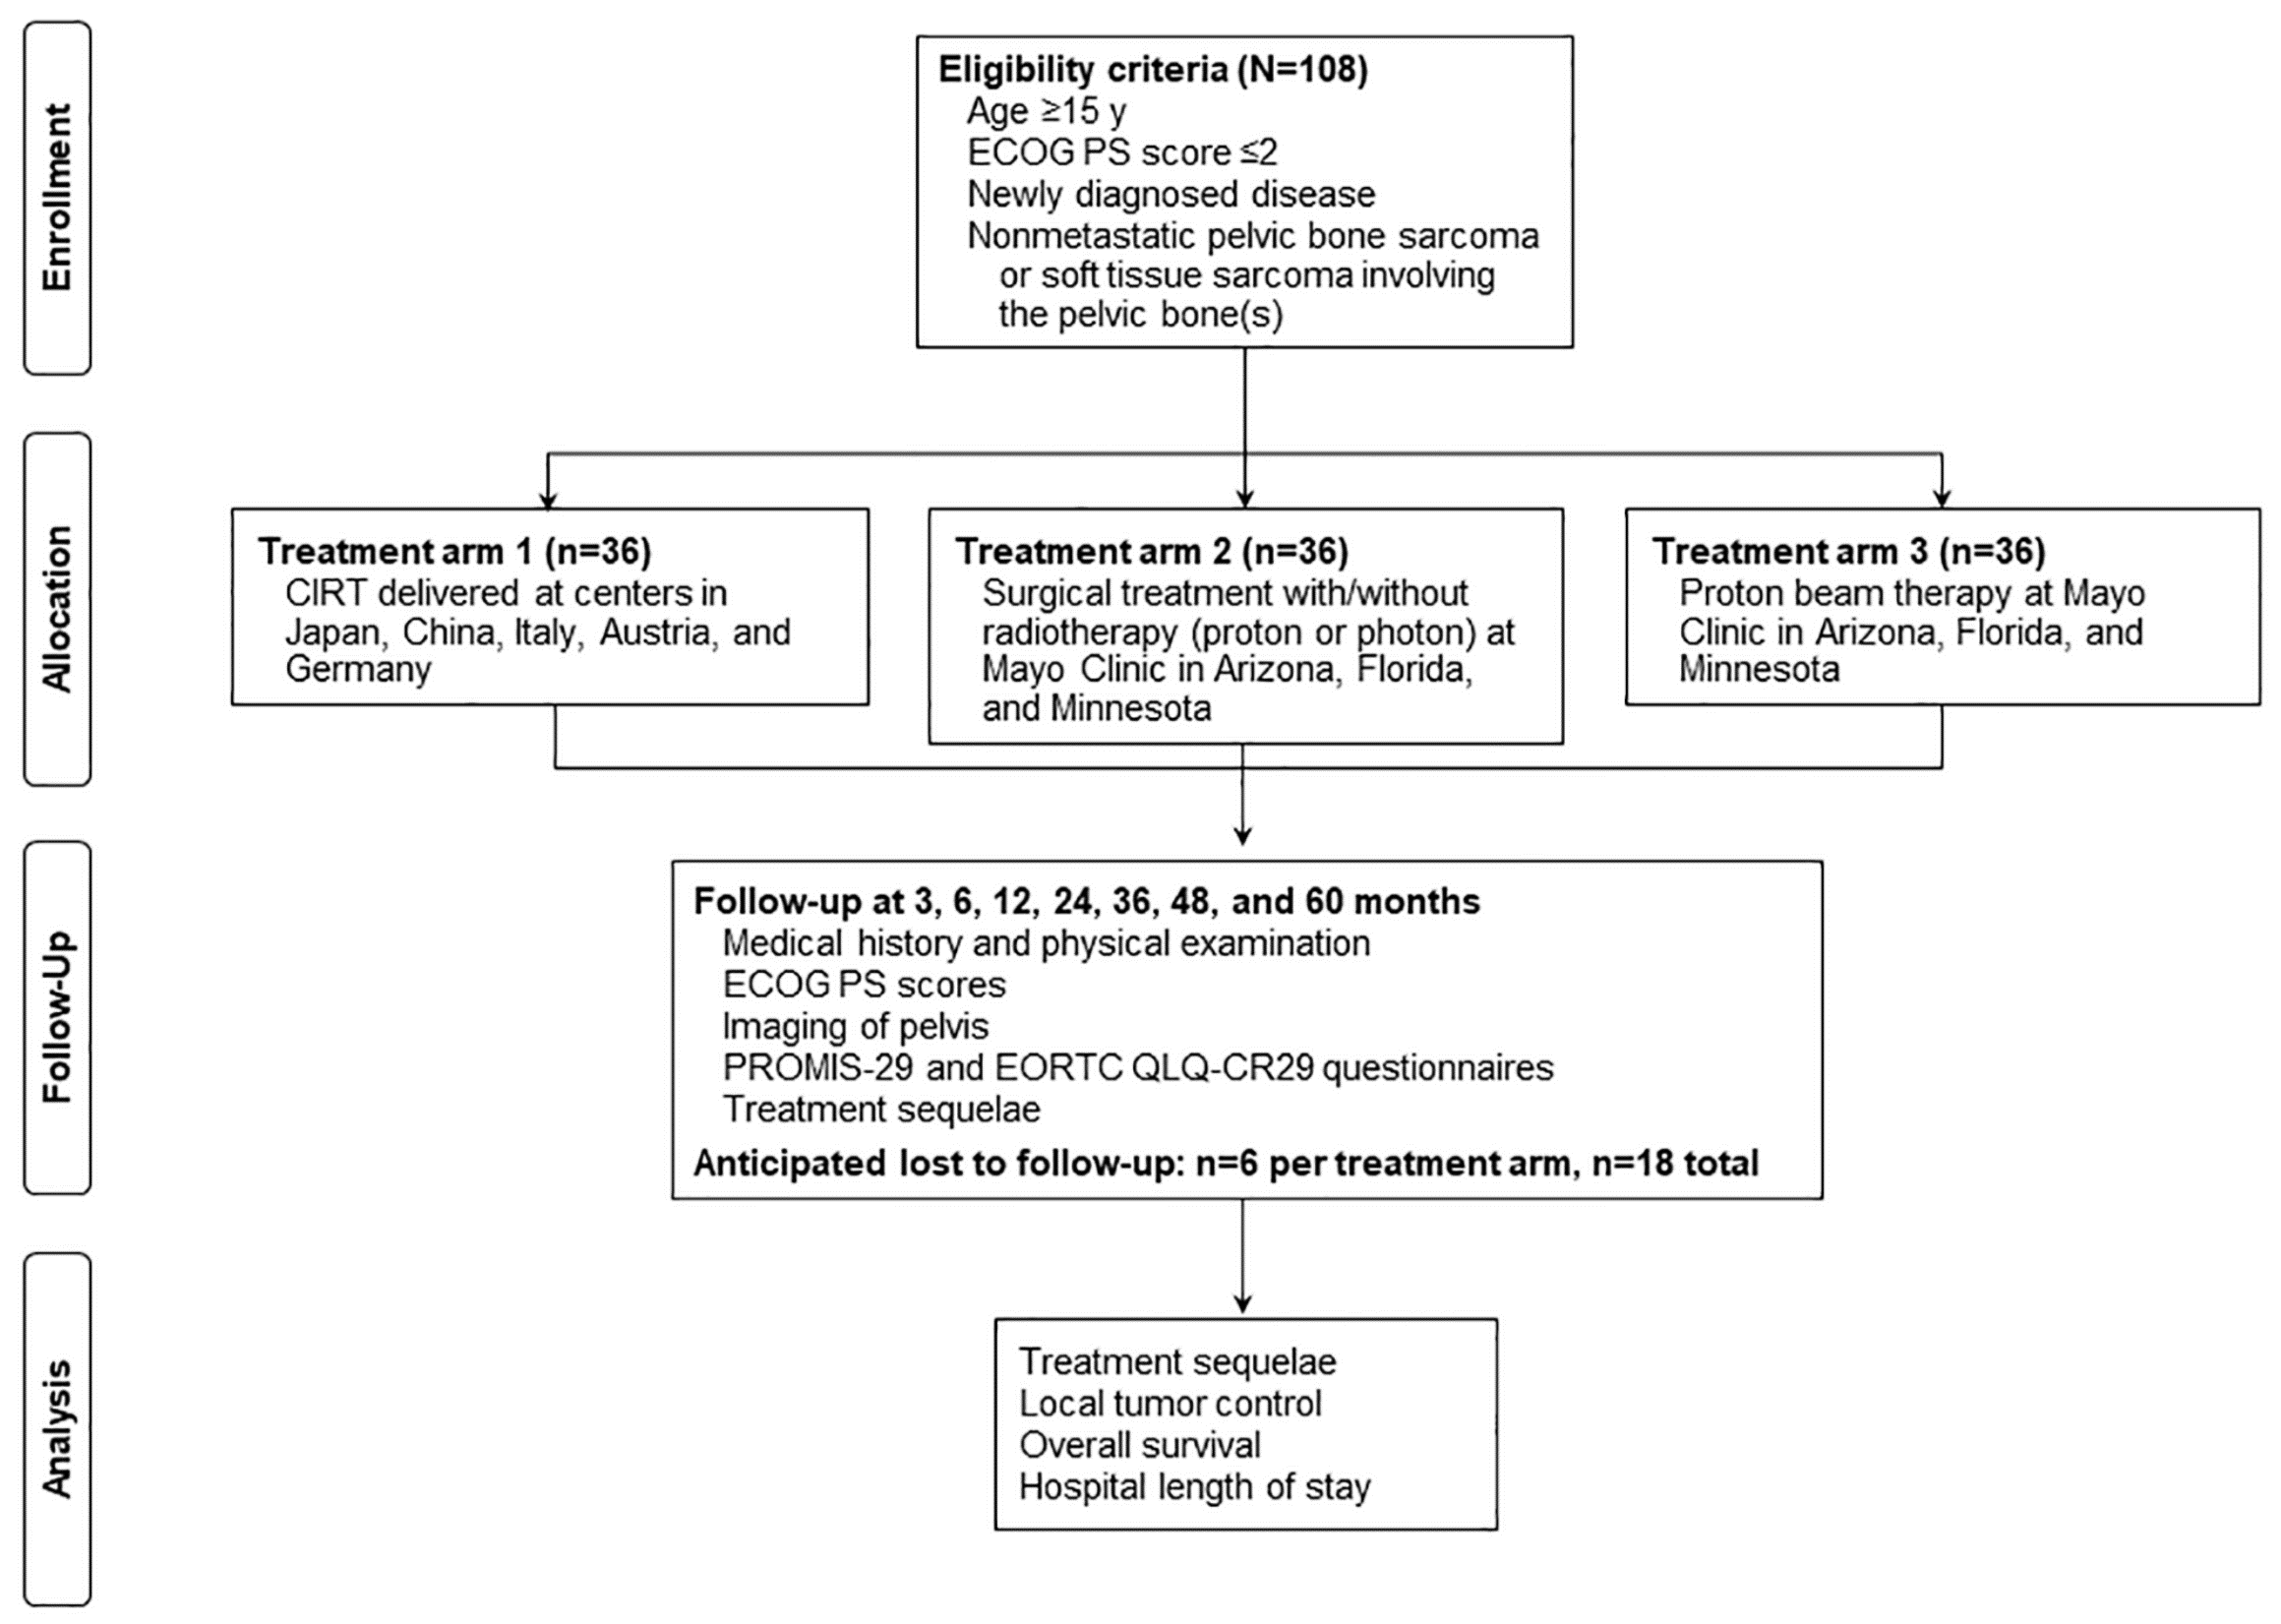 Enrollment
Eligibility criteria (N=108)
Age ≥15 y
ECOG PS score ≤2
Newly diagnosed disease
Nonmetastatic pelvic bone sarcoma
or soft tissue sarcoma involving
the pelvic bone(s)
Allocation
Treatment arm 1 (n=36)
CIRT delivered at centers in
Japan, China, Italy, Austria, and
Germany
Treatment arm 2 (n=36)
Surgical treatment with/without
radiotherapy (proton or photon) at
Mayo Clinic in Arizona, Florida,
and Minnesota
Treatment arm 3 (n=36)
Proton beam therapy at Mayo
Clinic in Arizona, Florida, and
Minnesota
Follow-Up
Follow-up at 3, 6, 12, 24, 36, 48, and 60 months
Medical history and physical examination
ECOG PS scores
Imaging of pelvis
PROMIS-29 and EORTC QLQ-CR29 questionnaires
Treatment sequelae
Anticipated lost to follow-up: n=6 per treatment arm, n=18 total
Analysis
Treatment sequelae
Local tumor control
Overall survival
Hospital length of stay